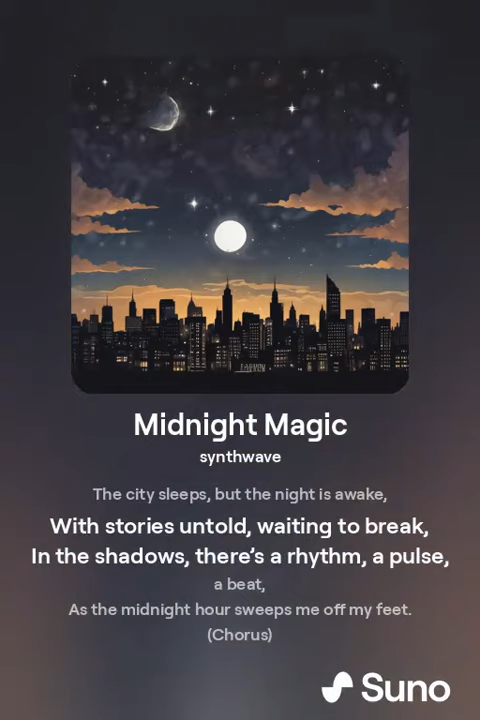 Midnight Magic
synthwave
The city sleeps, but the night is awake,
With stories untold, waiting to break,
In the shadows, there's a rhythm, a pulse,
a beat,
As the midnight hour sweeps me off my feet.
(Chorus)
Suno